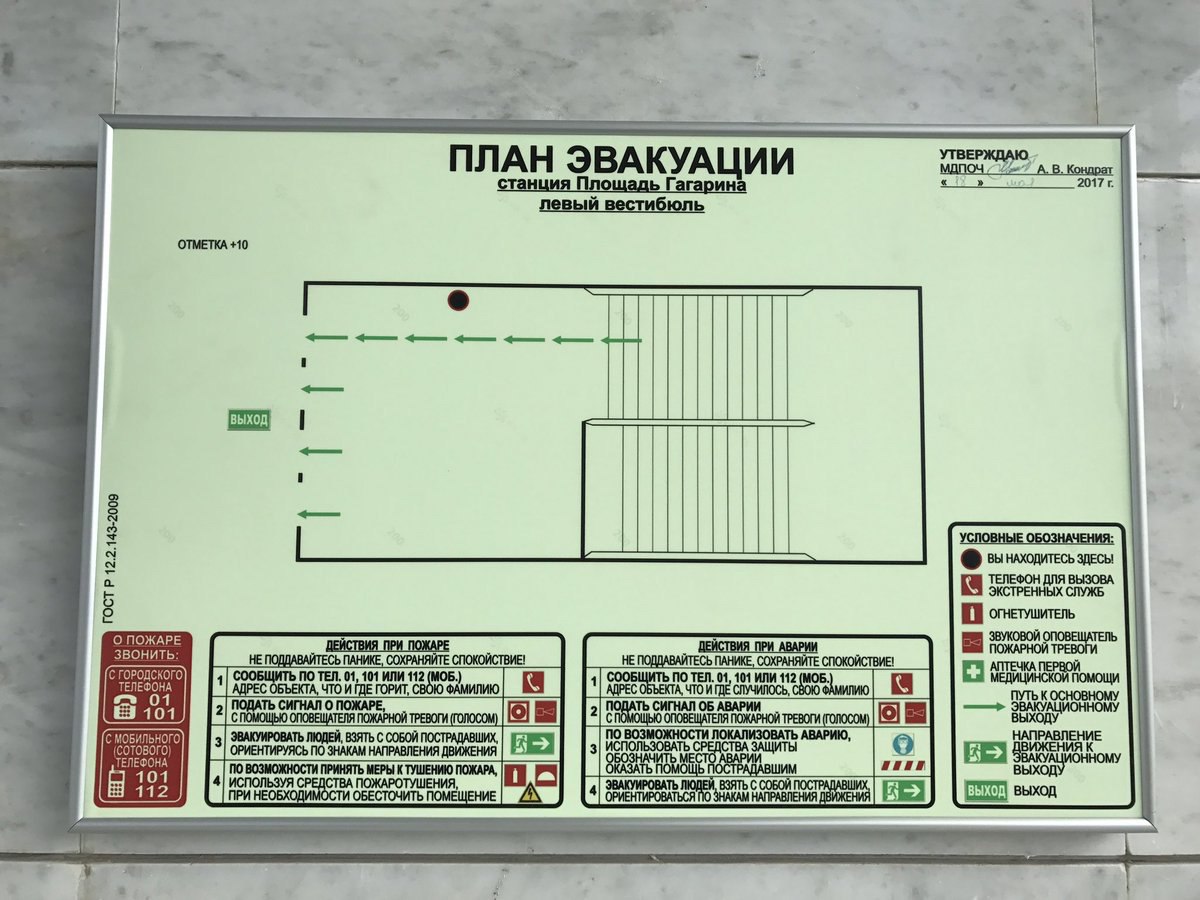 ПЛАН ЭВАКУАЦИИ
станция Площадь Гагарина
левый вестибюль
УТВЕРЖДАЮ
МДПОЧ А. В. Кондрат
« 18 » мая 2017 г.
ОТМЕТКА +10
ВЫХОД
ГОСТ Р 12.2.143-2009
О ПОЖАРЕ
ЗВОНИТЬ:
С ГОРОДСКОГО
ТЕЛЕФОНА
01
101
С МОБИЛЬНОГО
(СОТОВОГО)
ТЕЛЕФОНА
101
112
ДЕЙСТВИЯ ПРИ ПОЖАРЕ
НЕ ПОДДАВАЙТЕСЬ ПАНИКЕ, СОХРАНЯЙТЕ СПОКОЙСТВИЕ!
1 СООБЩИТЬ ПО ТЕЛ. 01, 101 ИЛИ 112 (МОБ.)
АДРЕС ОБЪЕКТА, ЧТО И ГДЕ ГОРИТ, СВОЮ ФАМИЛИЮ
2 ПОДАТЬ СИГНАЛ О ПОЖАРЕ,
С ПОМОЩЬЮ ОПОВЕЩАТЕЛЯ ПОЖАРНОЙ ТРЕВОГИ (ГОЛОСОМ)
3 ЭВАКУИРОВАТЬ ЛЮДЕЙ, ВЗЯТЬ С СОБОЙ ПОСТРАДАВШИХ,
ОРИЕНТИРУЯСЬ ПО ЗНАКАМ НАПРАВЛЕНИЯ ДВИЖЕНИЯ
4 ПО ВОЗМОЖНОСТИ ПРИНЯТЬ МЕРЫ К ТУШЕНИЮ ПОЖАРА,
ИСПОЛЬЗУЯ СРЕДСТВА ПОЖАРОТУШЕНИЯ,
ПРИ НЕОБХОДИМОСТИ ОБЕСТОЧИТЬ ПОМЕЩЕНИЕ
ДЕЙСТВИЯ ПРИ АВАРИИ
НЕ ПОДДАВАЙТЕСЬ ПАНИКЕ, СОХРАНЯЙТЕ СПОКОЙСТВИЕ!
1 СООБЩИТЬ ПО ТЕЛ. 01, 101 ИЛИ 112 (МОБ.)
АДРЕС ОБЪЕКТА, ЧТО И ГДЕ СЛУЧИЛОСЬ, СВОЮ ФАМИЛИЮ
2 ПОДАТЬ СИГНАЛ ОБ АВАРИИ
С ПОМОЩЬЮ ОПОВЕЩАТЕЛЯ ПОЖАРНОЙ ТРЕВОГИ (ГОЛОСОМ)
3 ПО ВОЗМОЖНОСТИ ЛОКАЛИЗОВАТЬ АВАРИЮ,
ИСПОЛЬЗОВАТЬ СРЕДСТВА ЗАЩИТЫ
ОБОЗНАЧИТЬ МЕСТО АВАРИИ
ОКАЗАТЬ ПОМОЩЬ ПОСТРАДАВШИМ
4 ЭВАКУИРОВАТЬ ЛЮДЕЙ, ВЗЯТЬ С СОБОЙ ПОСТРАДАВШИХ,
ОРИЕНТИРОВАТЬСЯ ПО ЗНАКАМ НАПРАВЛЕНИЯ ДВИЖЕНИЯ
УСЛОВНЫЕ ОБОЗНАЧЕНИЯ:
ВЫ НАХОДИТЕСЬ ЗДЕСЬ!
ТЕЛЕФОН ДЛЯ ВЫЗОВА
ЭКСТРЕННЫХ СЛУЖБ
ОГНЕТУШИТЕЛЬ
ЗВУКОВОЙ ОПОВЕЩАТЕЛЬ
ПОЖАРНОЙ ТРЕВОГИ
АПТЕЧКА ПЕРВОЙ
МЕДИЦИНСКОЙ ПОМОЩИ
ПУТЬ К ОСНОВНОМУ
ЭВАКУАЦИОННОМУ
ВЫХОДУ
НАПРАВЛЕНИЕ
ДВИЖЕНИЯ К
ЭВАКУАЦИОННОМУ
ВЫХОДУ
ВЫХОД ВЫХОД